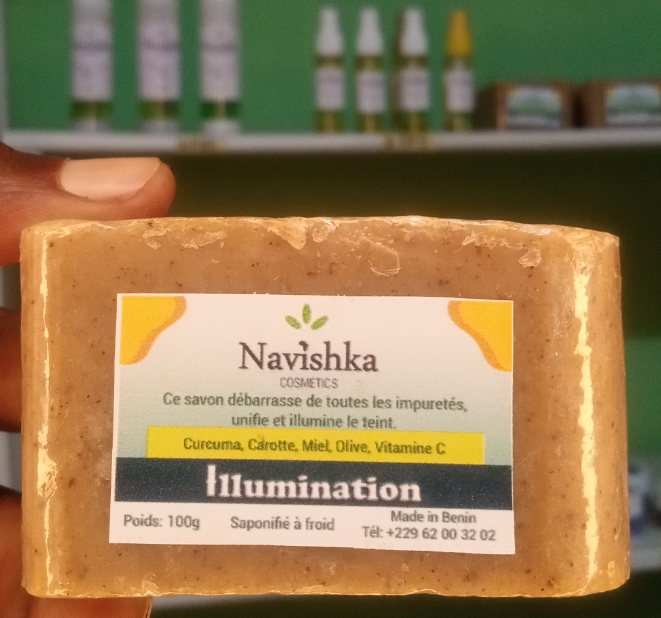 Navishka
COSMETICS
Ce savon débarrasse de toutes les impuretés,
unifie et illumine le teint.
Curcuma, Carotte, Miel, Olive, Vitamine C
Illumination
Poids: 100g
Saponifié à froid
Made in Benin
Tél: +229 62 00 32 02